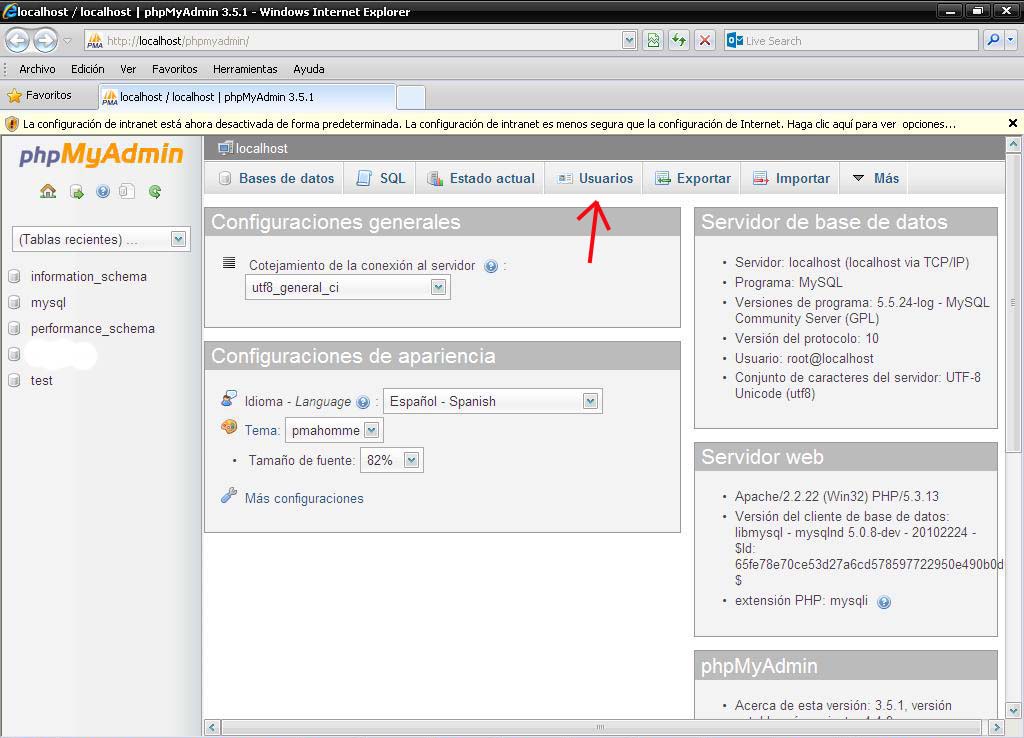 localhost / localhost | phpMyAdmin 3.5.1 - Windows Internet Explorer
PMA http://localhost/phpmyadmin/
Live Search
Archivo Edición Ver Favoritos Herramientas Ayuda
Favoritos
PMA localhost / localhost | phpMyAdmin 3.5.1
La configuración de intranet está ahora desactivada de forma predeterminada. La configuración de intranet es menos segura que la configuración de Internet. Haga clic aquí para ver opciones...
phpMyAdmin
(Tablas recientes) ...
information_schema
mysql
performance_schema
test
localhost
Bases de datos SQL Estado actual Usuarios Exportar Importar Más
Configuraciones generales
Cotejamiento de la conexión al servidor :
utf8_general_ci
Configuraciones de apariencia
Idioma - Language : Español - Spanish
Tema: pmahomme
• Tamaño de fuente: 82%
Más configuraciones
Servidor de base de datos
• Servidor: localhost (localhost via TCP/IP)
• Programa: MySQL
• Versiones de programa: 5.5.24-log - MySQL
Community Server (GPL)
• Versión del protocolo: 10
• Usuario: root@localhost
• Conjunto de caracteres del servidor: UTF-8
Unicode (utf8)
Servidor web
• Apache/2.2.22 (Win32) PHP/5.3.13
• Versión del cliente de base de datos:
libmysql - mysqlnd 5.0.8-dev - 20102224 -
$Id:
65fe78e70ce53d27a6cd578597722950e490b0d
$
• extensión PHP: mysqli
phpMyAdmin
• Acerca de esta versión: 3.5.1, versión